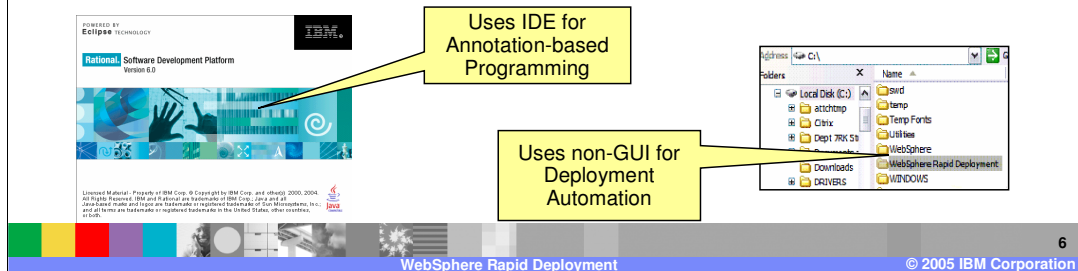 POWERED BY
Eclipse TECHNOLOGY
IBM.
Rational. Software Development Platform
Version 6.0
Licensed Material - Property of IBM Corp. © Copyright by IBM Corp. and other(s) 2000, 2004.
All Rights Reserved. IBM and Rational are trademarks of IBM Corp.; Java and all
Java-based marks and logos are trademarks or registered trademarks of Sun Microsystems, Inc.;
and all terms are trademarks or registered trademarks in the United States, other countries,
or both.
Java
Uses IDE for
Annotation-based
Programming
Address C:\
Folders X Name
Local Disk (C:)
attchtmp
Citrix
Dept 7RK St
Downloads
DRIVERS
swd
temp
Temp Fonts
Utilities
WebSphere
WebSphere Rapid Deployment
WINDOWS
Uses non-GUI for
Deployment
Automation
6
WebSphere Rapid Deployment
© 2005 IBM Corporation